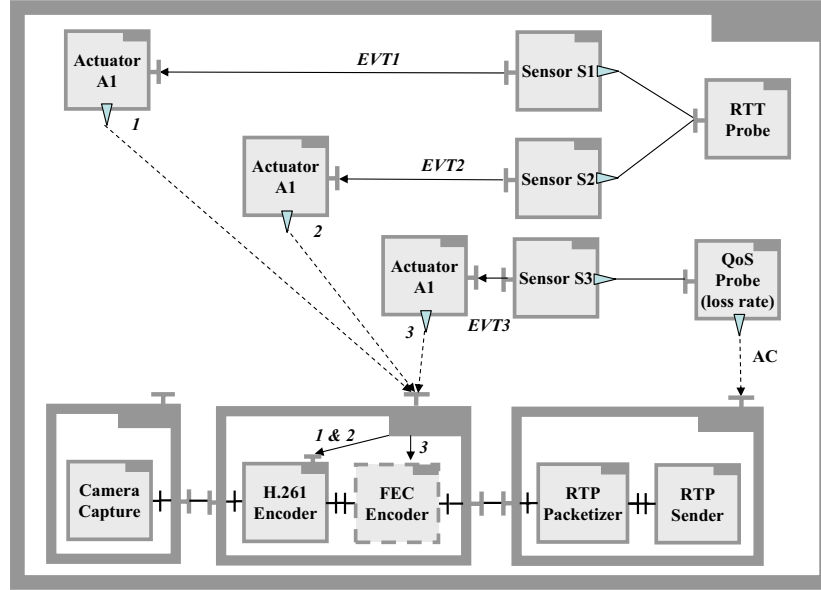 Actuator
A1
EVT1
Sensor S1
RTT
Probe
1
Actuator
A1
EVT2
Sensor S2
2
Actuator
A1
Sensor S3
QoS
Probe
(loss rate)
3
EVT3
AC
1 & 2
3
Camera
Capture
H.261
Encoder
FEC
Encoder
RTP
Packetizer
RTP
Sender